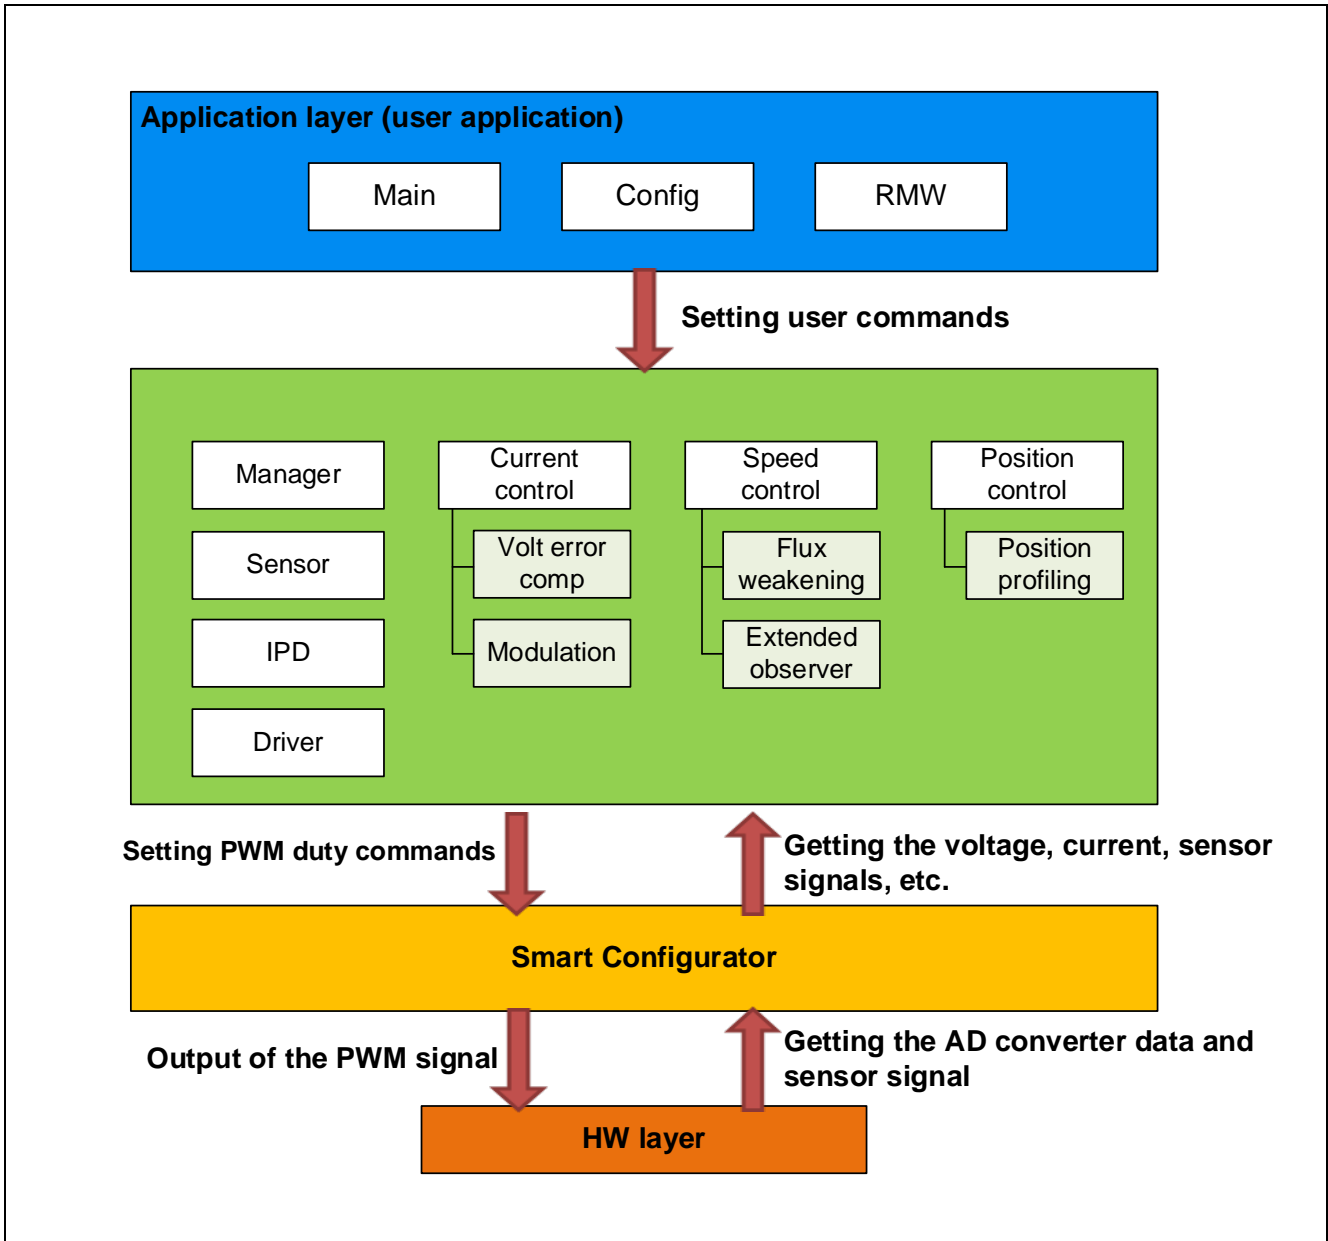 Application layer (user application)
Main
Config
RMW
Setting user commands
Manager
Current
control
Speed
control
Position
control
Sensor
Volt error
comp
Flux
weakening
Position
profiling
IPD
Modulation
Extended
observer
Driver
Setting PWM duty commands
Getting the voltage, current, sensor
signals, etc.
Smart Configurator
Output of the PWM signal
Getting the AD converter data and
sensor signal
HW layer